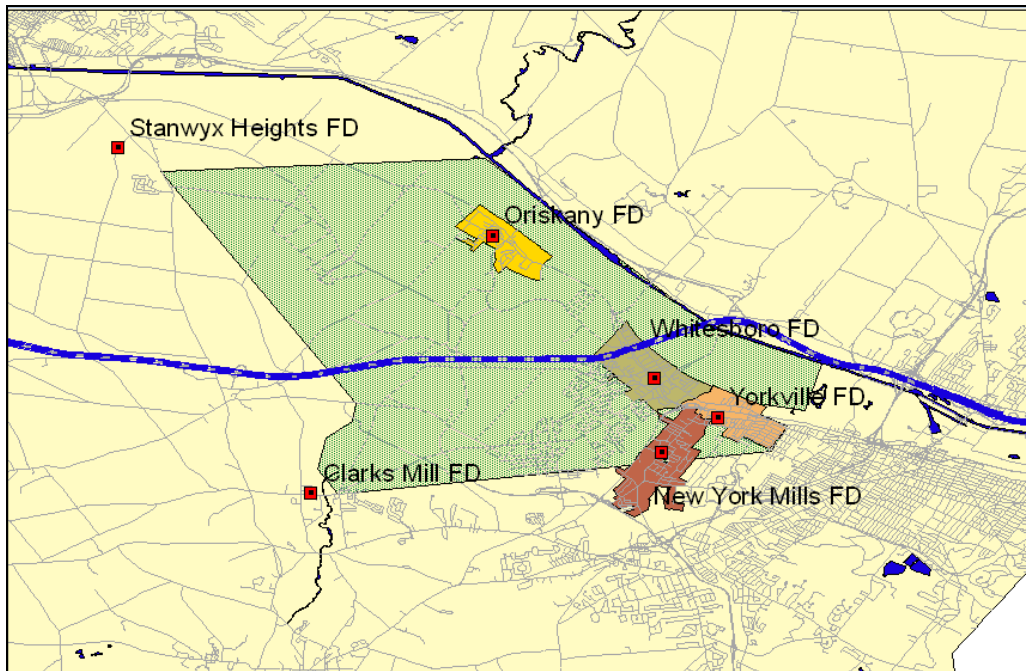 Stanwyx Heights FD
Oriskany FD
Whitesboro FD
Yorkville FD
Clarks Mill FD
New York Mills FD